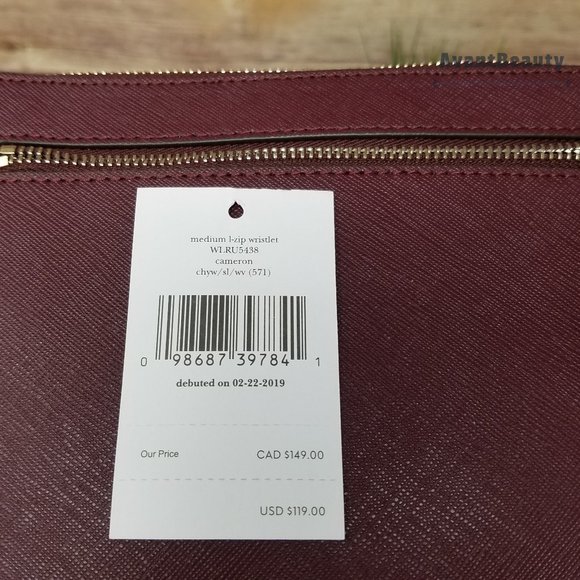 AvantBeauty
medium l-zip wristlet
WLRU5438
cameron
chyw/sl/wv (571)
0 98687 39784 1
debuted on 02-22-2019
Our Price CAD $149.00
USD $119.00